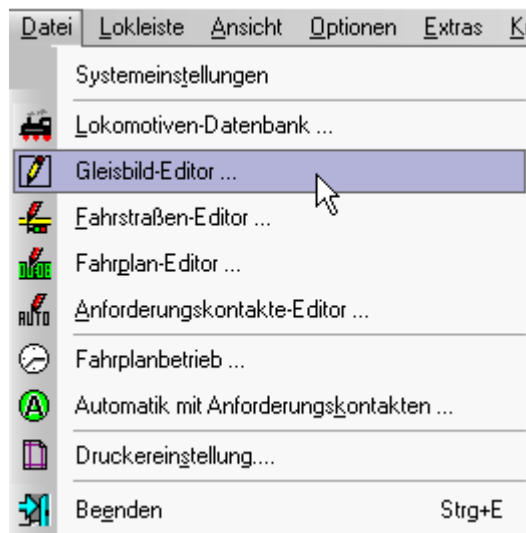 Datei Lokleiste Ansicht Optionen Extras
Systemeinstellungen
Lokomotiven-Datenbank ...
Gleisbild-Editor ...
Fahrstraßen-Editor ...
Fahrplan-Editor ...
AUTO Anforderungskontakte-Editor ...
Fahrplanbetrieb ...
A Automatik mit Anforderungskontakten ...
Druckereinstellung....
Beenden Strg+E